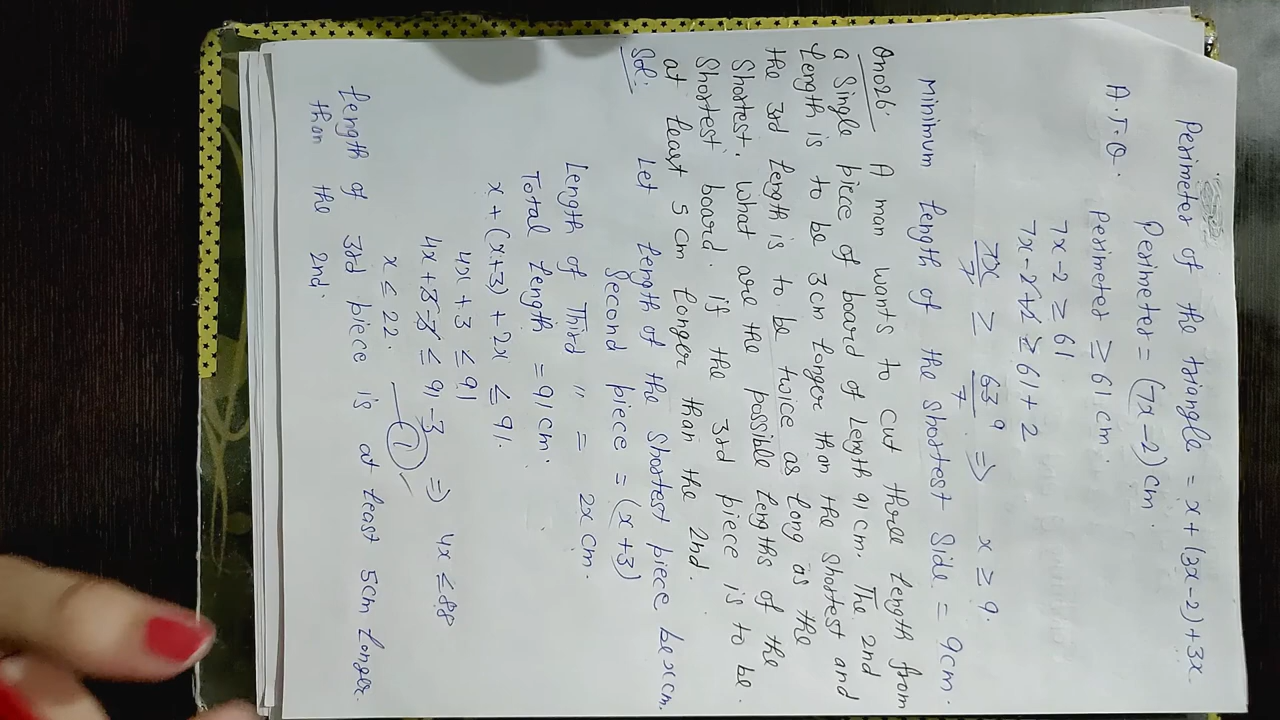 Perimeter of the triangle = x + (3x-2) + 3x
Perimeter = (7x-2) cm.
A.T.Q. Perimeter ≥ 61 cm.
7x-2 ≥ 61
7x-2+2 ≥ 61+2
7x/7 ≥ 63/7 9 ⇒ x ≥ 9.
Minimum length of the shortest side = 9cm.
Qno26. A man wants to cut three length from
a single piece of board of length 91 cm. The 2nd
length is to be 3cm longer than the shortest and
the 3rd length is to be twice as long as the
shortest. what are the possible lengths of the
shortest board. if the 3rd piece is to be
at least 5 cm longer than the 2nd.
Sol: Let length of the shortest piece be x cm.
Second piece = (x+3)
Length of Third " = 2x cm.
Total length = 91 cm.
x + (x+3) + 2x ≤ 91.
4x + 3 ≤ 91
4x + 3 - 3 ≤ 91 - 3 ⇒ 4x ≤ 88
x ≤ 22. — 1
Length of 3rd piece is at least 5cm longer
than the 2nd.